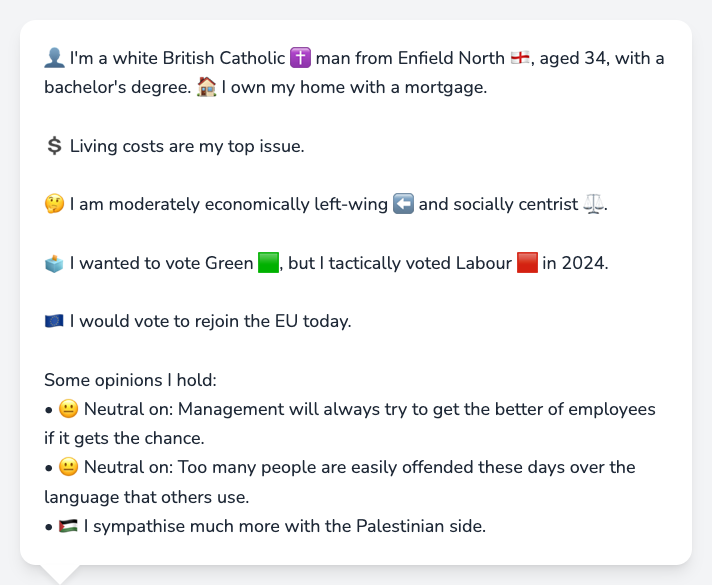 👤 I'm a white British Catholic ✝️ man from Enfield North 🏴󠁧󠁢󠁥󠁮󠁧󠁿, aged 34, with a
bachelor's degree. 🏠 I own my home with a mortgage.
💲 Living costs are my top issue.
🤔 I am moderately economically left-wing ⬅️ and socially centrist ⚖️.
🗳️ I wanted to vote Green 🟩, but I tactically voted Labour 🟥 in 2024.
🇪🇺 I would vote to rejoin the EU today.
Some opinions I hold:
• 😐 Neutral on: Management will always try to get the better of employees
if it gets the chance.
• 😐 Neutral on: Too many people are easily offended these days over the
language that others use.
• 🇵🇸 I sympathise much more with the Palestinian side.